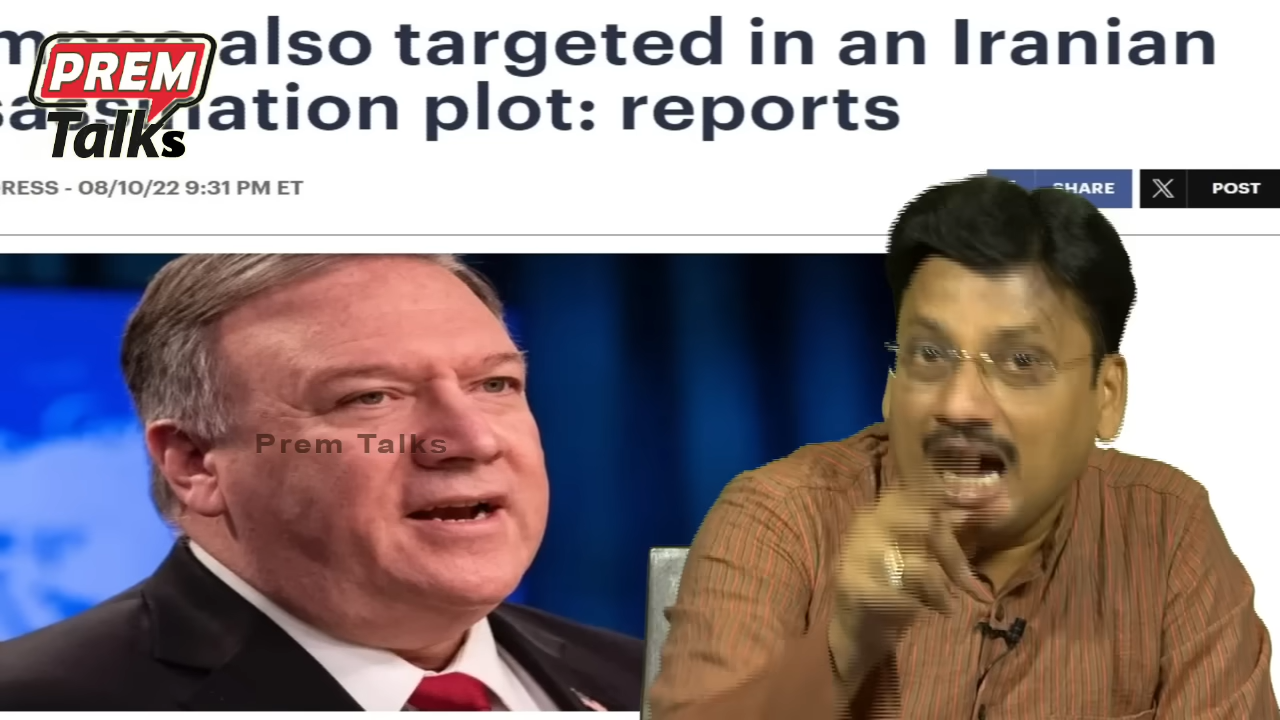 also targeted in an Iranian
PREM
Talks
plot: reports
RESS - 08/10/22 9:31 PM ET
SHARE
POST
Prem Talks